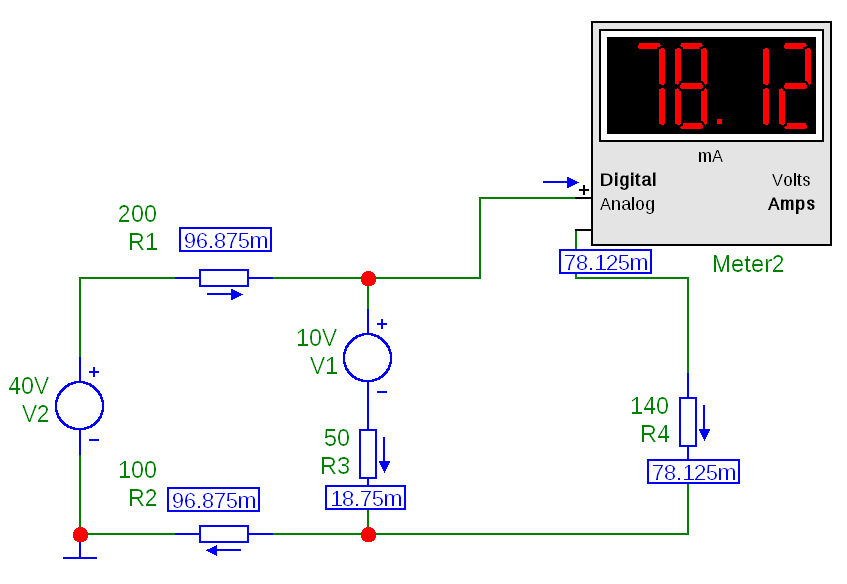 78.12
mA
+
Digital
Volts
Analog
Amps
Meter2
78.125m
200
R1
96.875m
10V
V1
+
−
40V
V2
+
−
50
R3
18.75m
140
R4
78.125m
100
R2
96.875m